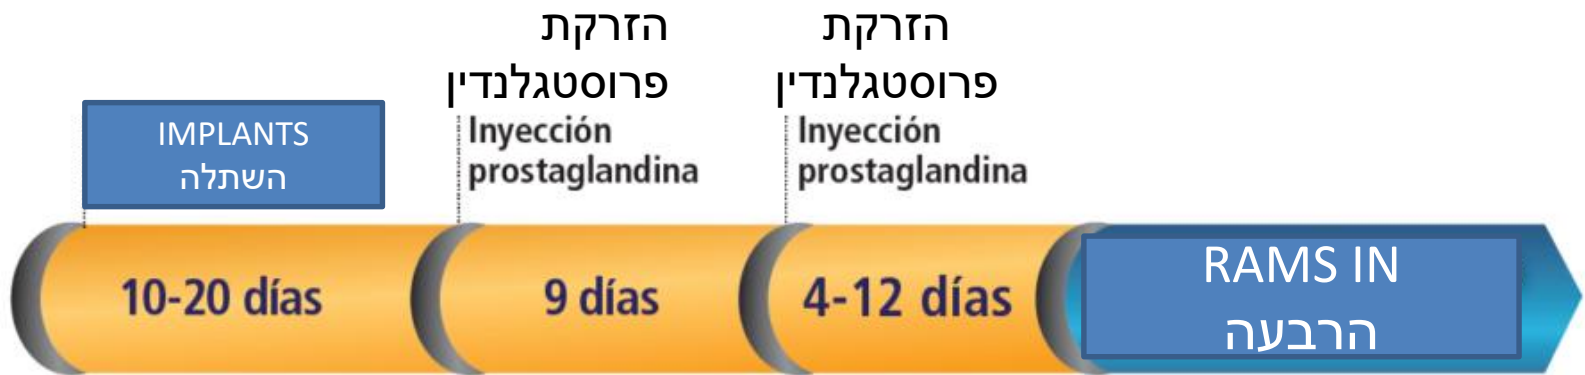 הזרקת
פרוסטגלנדין
הזרקת
פרוסטגלנדין
IMPLANTS
השתלה
Inyección
prostaglandina
Inyección
prostaglandina
10-20 días
9 días
4-12 días
RAMS IN
הרבעה